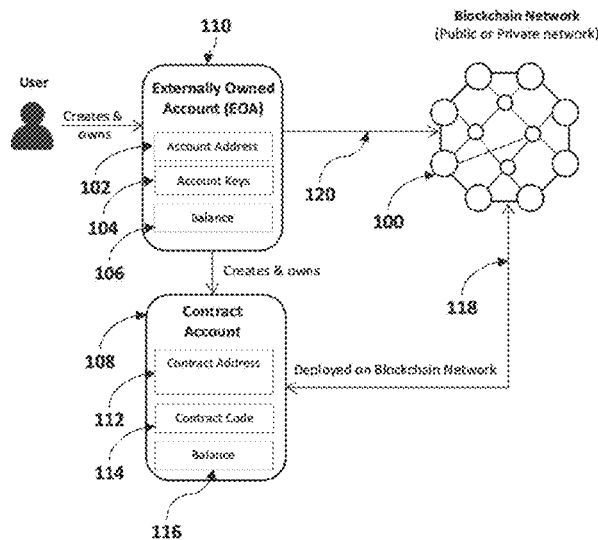 110
Blockchain Network
(Public or Private network)
User
Creates &
owns
Externally Owned
Account (EOA)
Account Address
102
Account Keys
104
Balance
106
120
100
Creates & owns
118
Contract
Account
108
Contract Address
Deployed on Blockchain Network
112
Contract Code
114
Balance
116